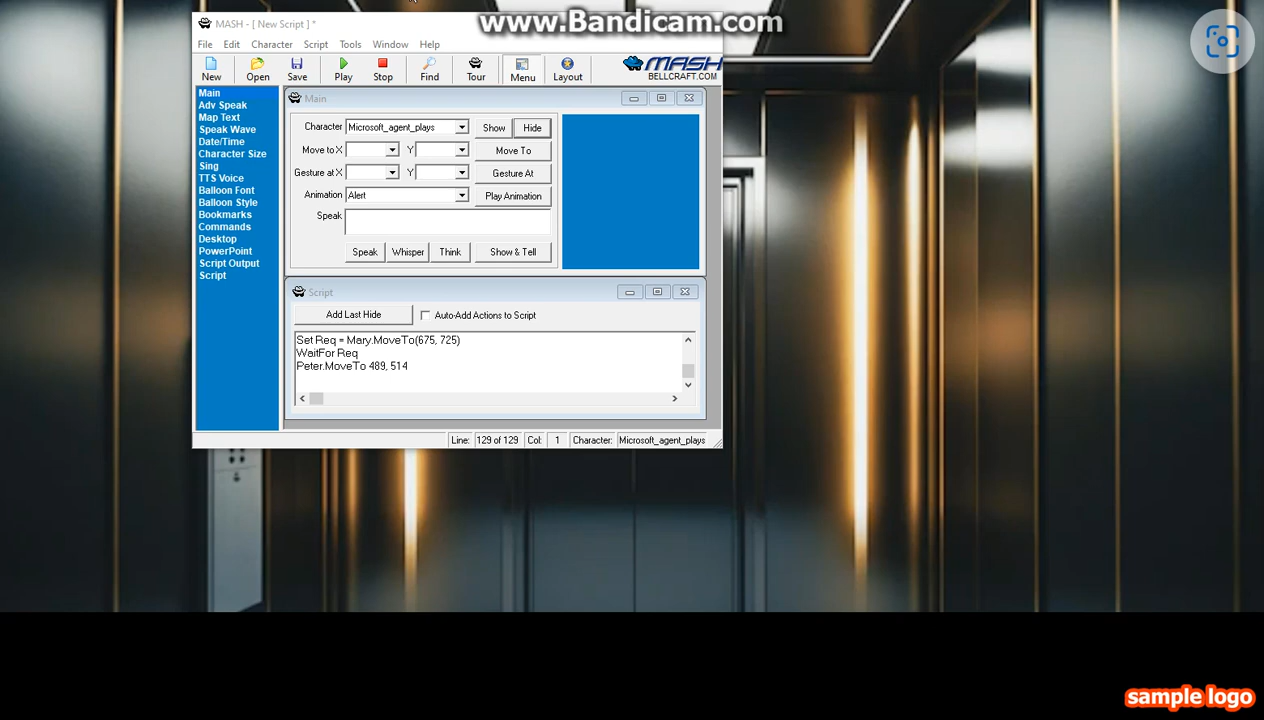 www.Bandicam.com
MASH - [ New Script ] *
File Edit Character Script Tools Window Help
New Open Save Play Stop Find Tour Menu Layout
MASH
BELLCRAFT.COM
Main
Adv Speak
Map Text
Speak Wave
Date/Time
Character Size
Sing
TTS Voice
Balloon Font
Balloon Style
Bookmarks
Commands
Desktop
PowerPoint
Script Output
Script
Main
Character Microsoft_agent_plays Show Hide
Move to X Y Move To
Gesture at X Y Gesture At
Animation Alert Play Animation
Speak
Speak Whisper Think Show & Tell
Script
Add Last Hide Auto-Add Actions to Script
Set Req = Mary.MoveTo(675, 725)
WaitFor Req
Peter.MoveTo 489, 514
Line: 129 of 129 Col: 1 Character: Microsoft_agent_plays
sample logo